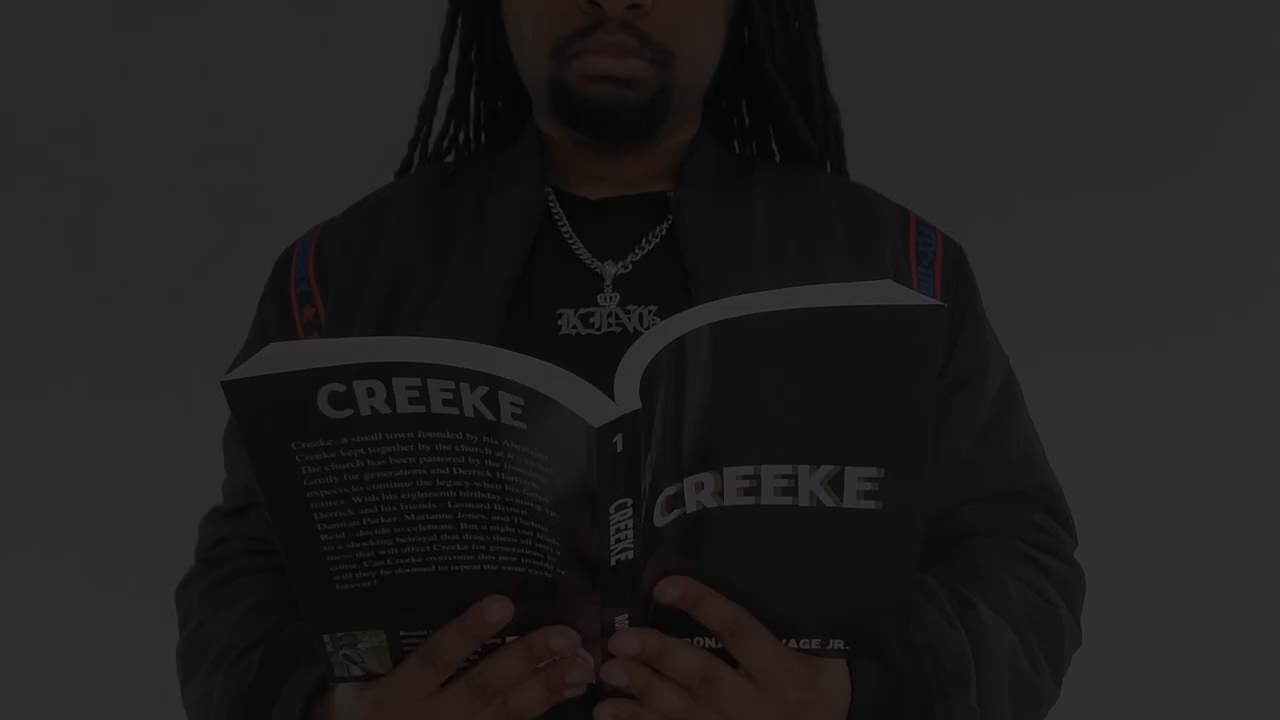 KING
CREEKE
Creeke a small town founded by his
Creeke kept together by the church at it's
The church has been pastored by the
family for generations and Derrick
expects to continue the legacy when his father
retires. With his eighteenth birthday coming up,
Derrick and his friends Leonard Brown,
Damian Parker, Marianne Jones, and
Reid decide to celebrate. But a night out
to a shocking betrayal that drags them all into a
mess that will affect Creeke for generations to
come. Can Creeke overcome this new trouble or
will they be doomed to repeat the same cycle
forever?
1
CREEKE
CREEKE
JR.